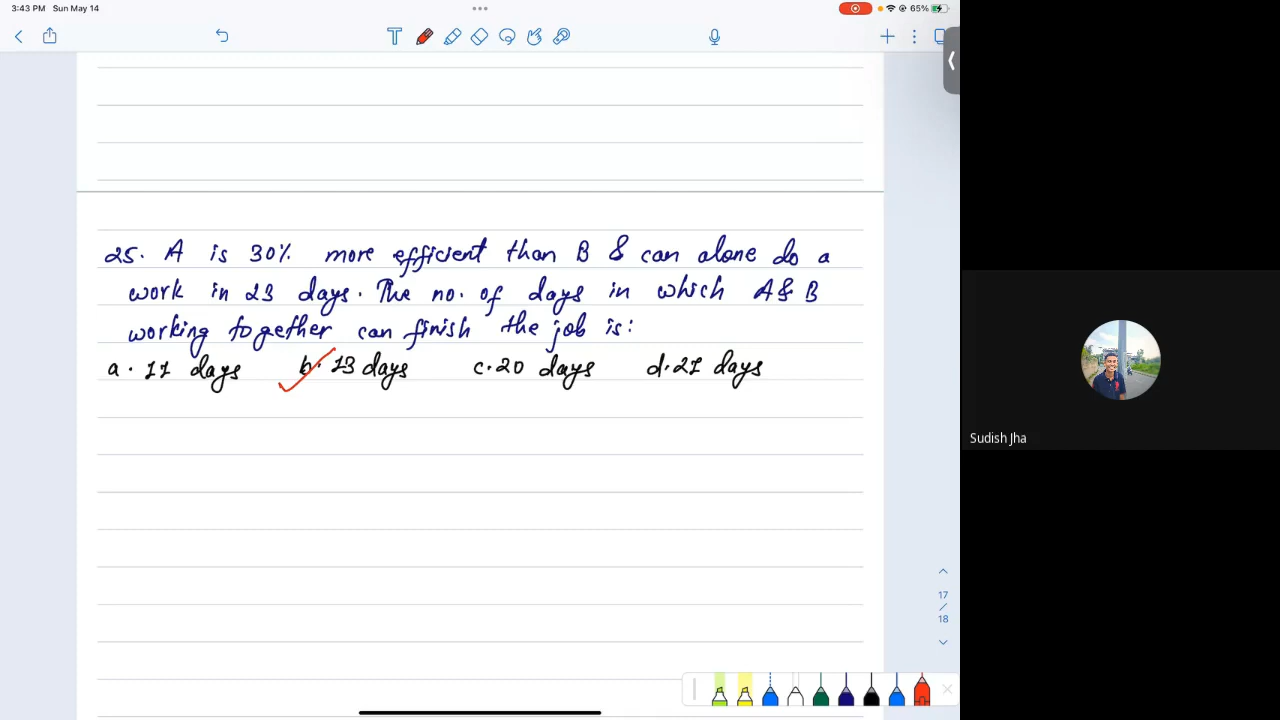 3:43 PM Sun May 14
65%
25. A is 30% more efficient than B & can alone do a
work in 23 days. The no. of days in which A & B
working together can finish the job is:
a. 11 days b. 13 days c. 20 days d. 21 days
Sudish Jha
17
/
18